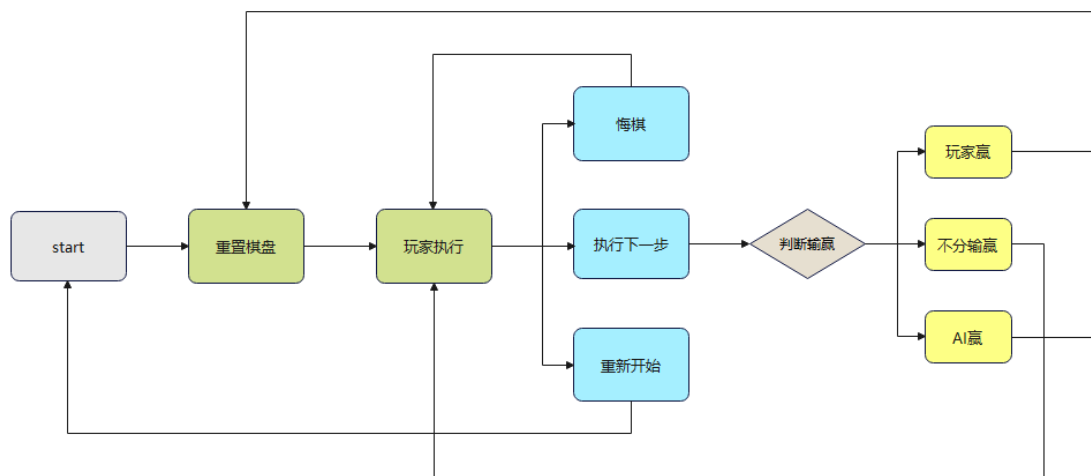 start
重置棋盘
玩家执行
悔棋
执行下一步
重新开始
判断输赢
玩家赢
不分输赢
AI赢